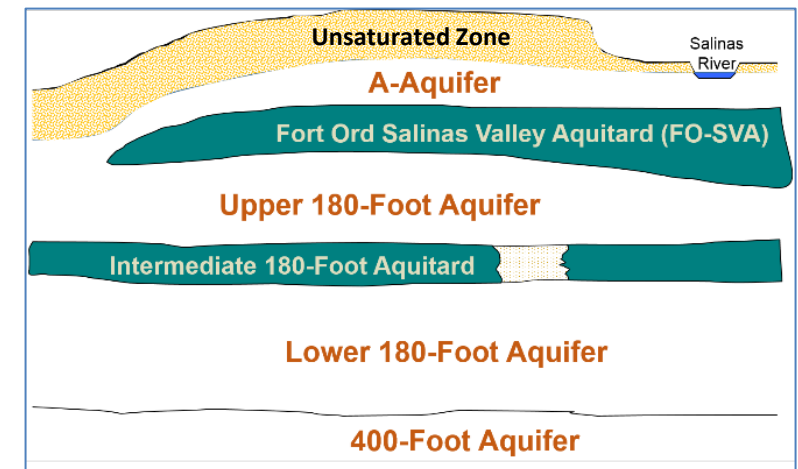 Unsaturated Zone
Salinas
River
A-Aquifer
Fort Ord Salinas Valley Aquitard (FO-SVA)
Upper 180-Foot Aquifer
Intermediate 180-Foot Aquitard
Lower 180-Foot Aquifer
400-Foot Aquifer